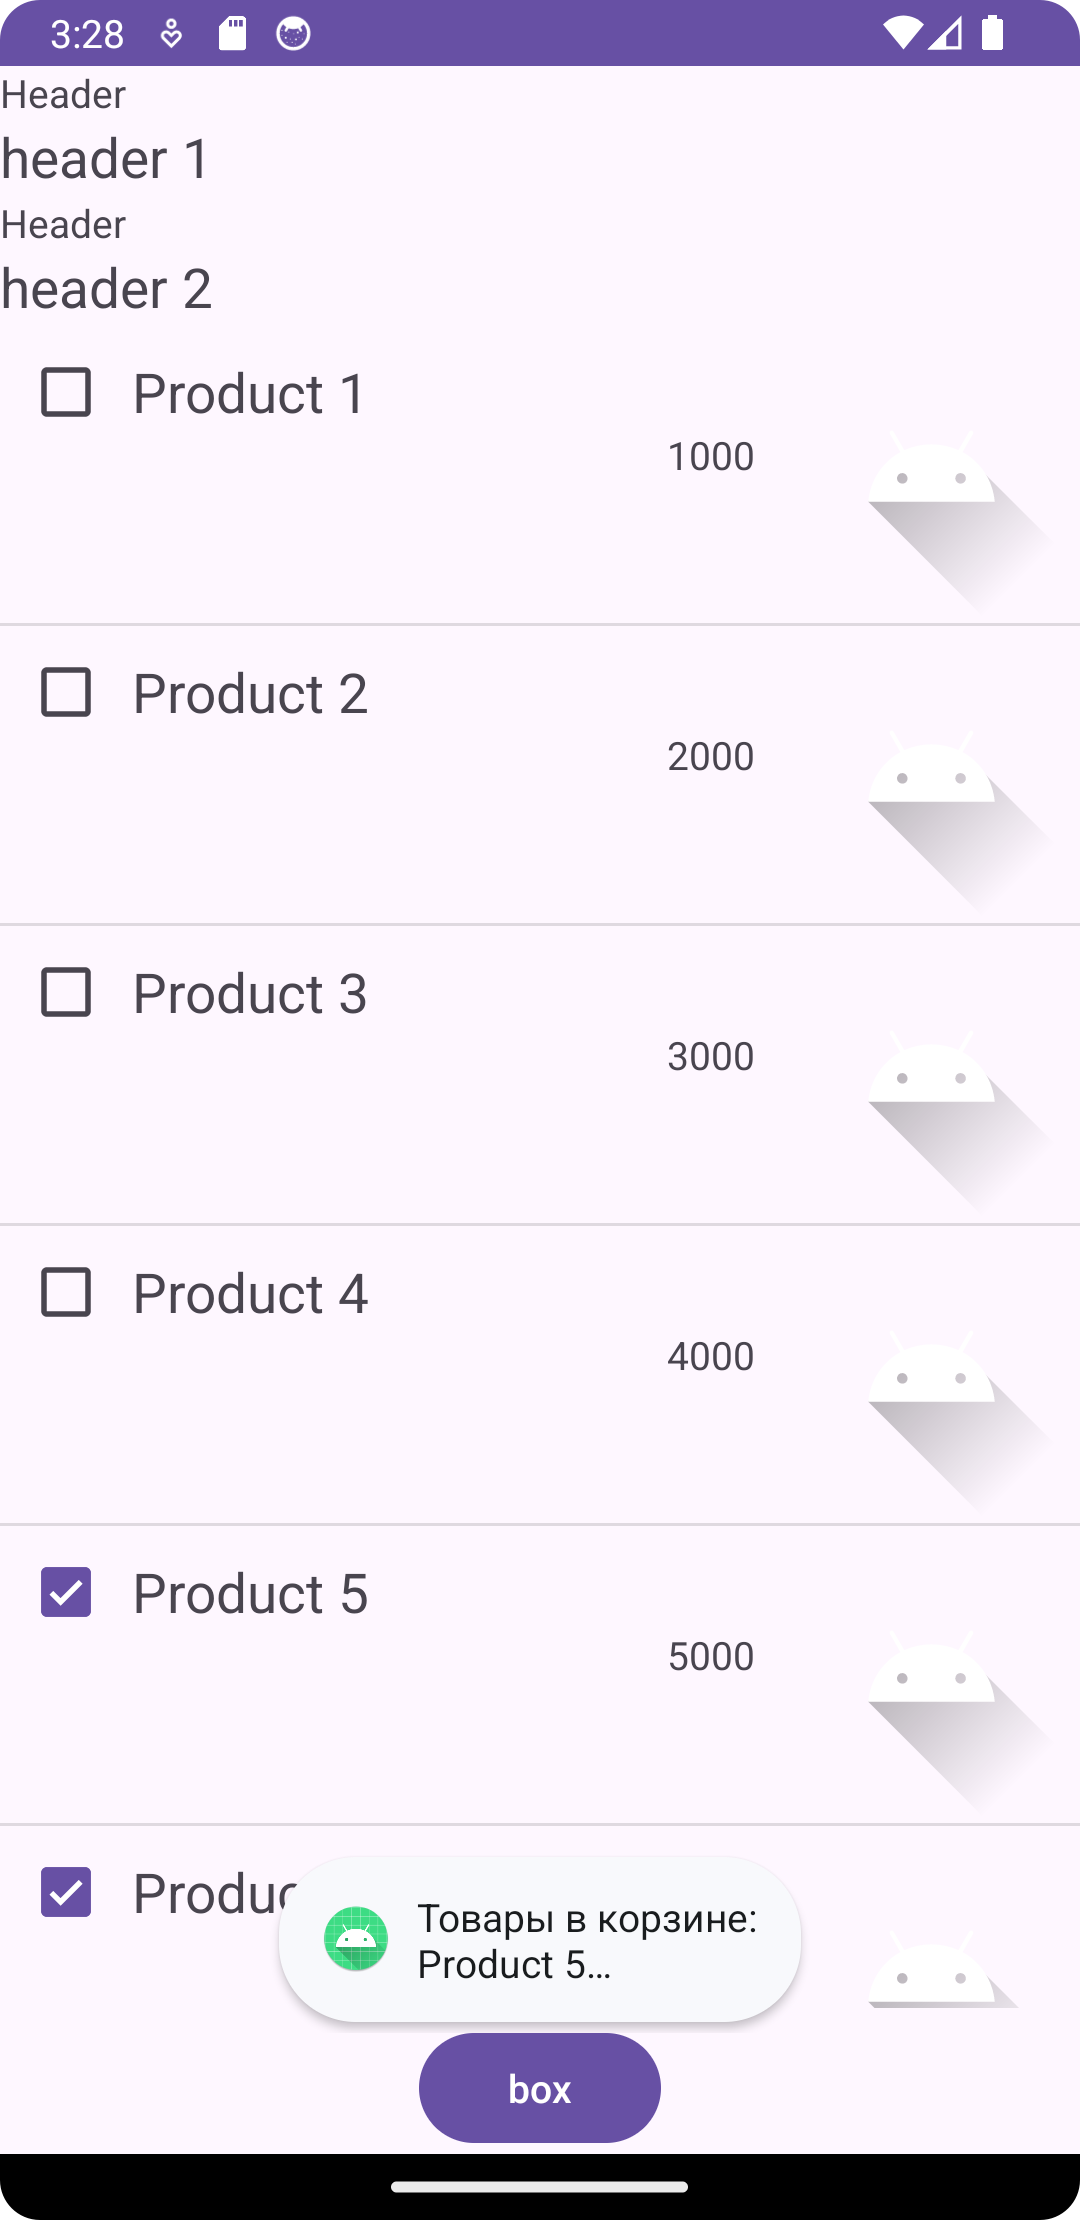 3:28
Header
header 1
Header
header 2
Product 1
1000
Product 2
2000
Product 3
3000
Product 4
4000
Product 5
5000
Товары в корзине:
Product 5...
box